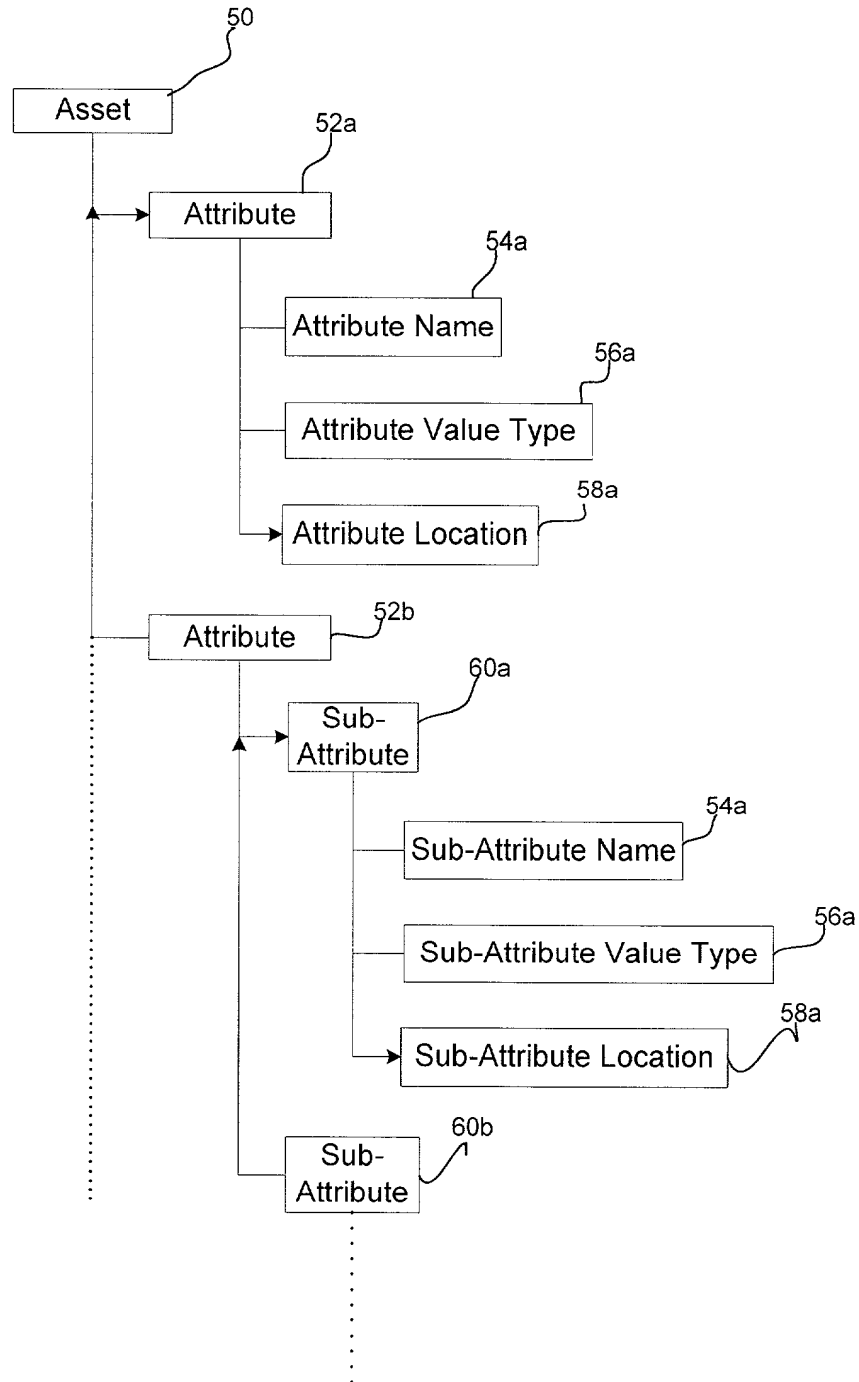 50
Asset
52a
Attribute
54a
Attribute Name
56a
Attribute Value Type
58a
Attribute Location
52b
Attribute
60a
Sub-
Attribute
54a
Sub-Attribute Name
56a
Sub-Attribute Value Type
58a
Sub-Attribute Location
60b
Sub-
Attribute